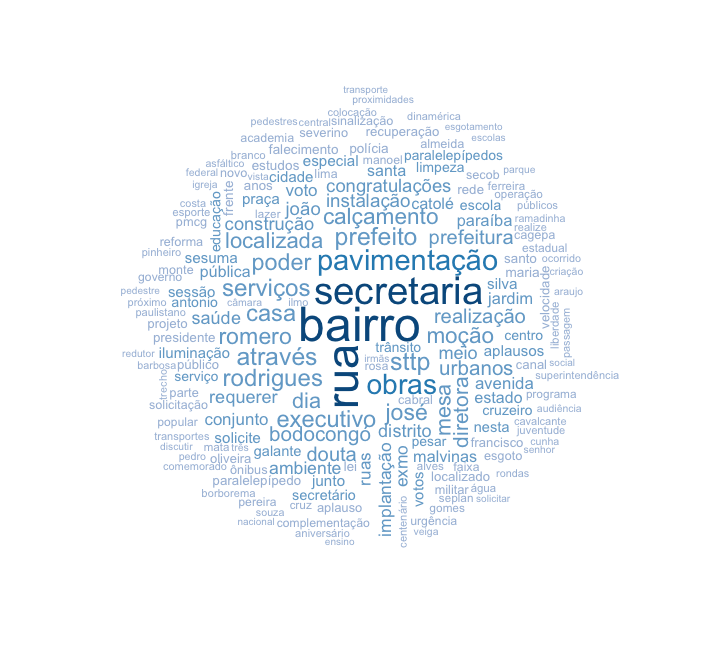 transporte
proximidades
colocação
dinamérica
pedestres
central
sinalização
esgotamento
academia
severino
recuperação
escolas
falecimento
polícia
almeida
asfáltico
branco
estudos
especial
manoel
paralelepípedos
federal
novo
vista
cidade
lima
santa
limpeza
secob
parque
igreja
anos
voto
congratulações
rede
ferreira
operação
costa
educação
frente
praça
joão
instalação
catolé
escola
públicos
esporte
lazer
calçamento
paraíba
ramadinha
pmcg
construção
realize
reforma
localizada
prefeito
prefeitura
cagepa
estadual
pinheiro
sesuma
poder
pavimentação
santo
ocorrido
monte
pública
maria
criação
governo
pedestre
sessão
serviços
secretaria
silva
velocidade
araujo
próximo
antonio
câmara
ilmo
jardim
liberdade
paulistano
saúde
casa
bairro
realização
passagem
projeto
presidente
romero
moção
centro
redutor
iluminação
através
rua
trânsito
meio
aplausos
barbosa
público
irmãs
sttp
canal
social
trecho
serviço
rodrigues
rosa
urbanos
superintendência
parte
obras
avenida
solicitação
requerer
dia
cabral
mesa
diretora
estado
programa
popular
conjunto
executivo
josé
cruzeiro
audiência
transportes
solicite
bodocongó
distrito
nesta
cavalcante
juventude
discutir
mata
três
galante
douta
pesar
francisco
cunha
pedro
oliveira
ruas
implantação
exmo
malvinas
esgoto
senhor
comemorado
ônibus
ambiente
lei
alves
faixa
rondas
paralelepípedo
junto
votos
localizado
borborema
secretário
militar
água
pereira
cruz
aplauso
centenário
seplan
solicitar
souza
gomes
nacional
complementação
urgência
aniversário
veiga
ensino